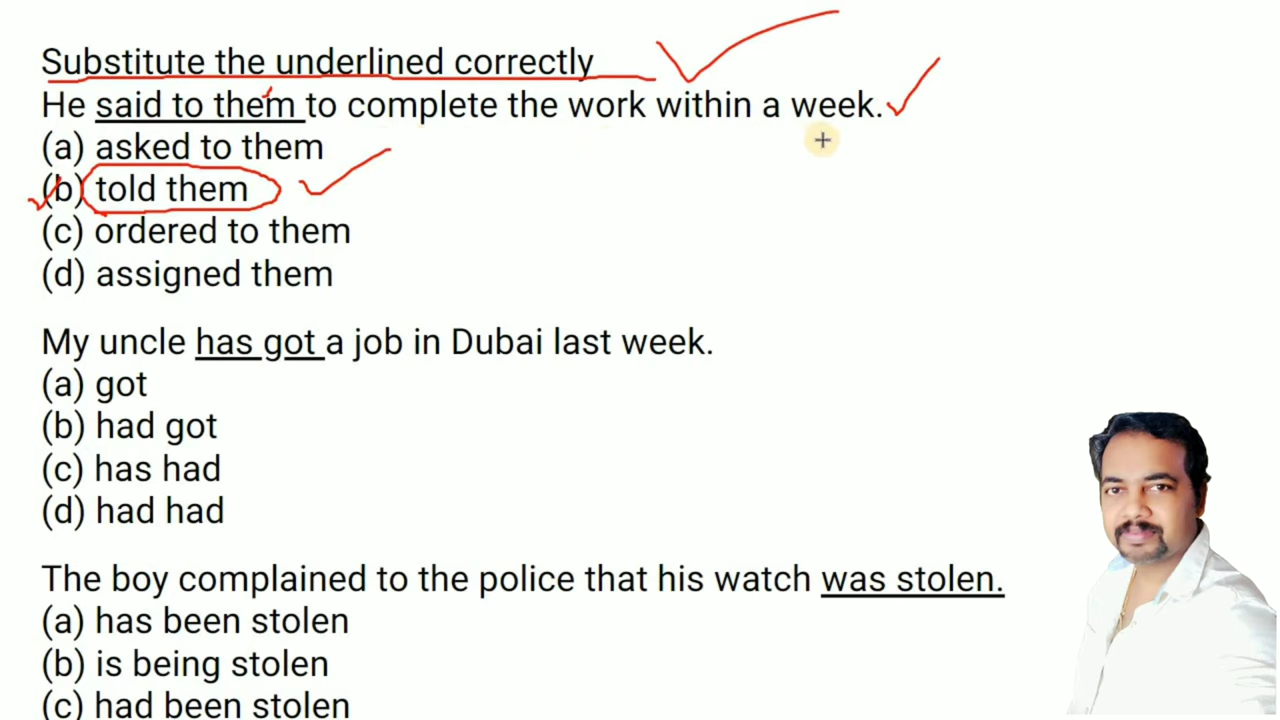 Substitute the underlined correctly
He said to them to complete the work within a week.
(a) asked to them
(b) told them
(c) ordered to them
(d) assigned them
My uncle has got a job in Dubai last week.
(a) got
(b) had got
(c) has had
(d) had had
The boy complained to the police that his watch was stolen.
(a) has been stolen
(b) is being stolen
(c) had been stolen